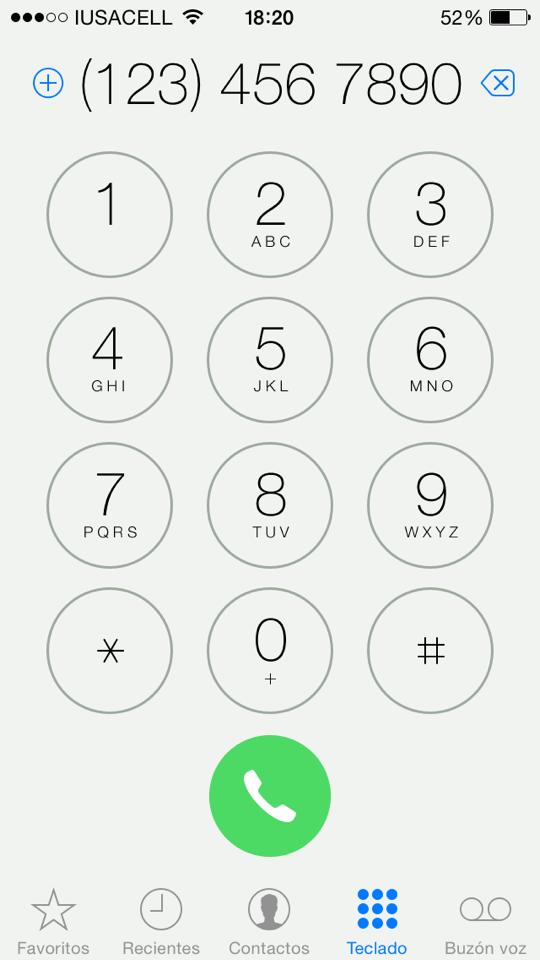 IUSACELL 18:20 52%
(123) 456 7890
1 2 3
ABC DEF
4 5 6
GHI JKL MNO
7 8 9
PQRS TUV WXYZ
* 0 #
+
Favoritos Recientes Contactos Teclado Buzón voz